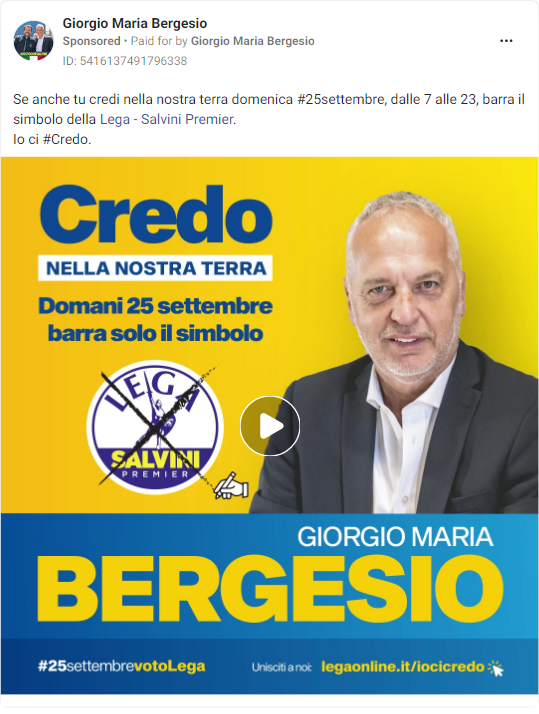 Giorgio Maria Bergesio
Sponsored • Paid for by Giorgio Maria Bergesio
ID: 5416137491796338
Se anche tu credi nella nostra terra domenica #25settembre, dalle 7 alle 23, barra il
simbolo della Lega - Salvini Premier.
Io ci #Credo.
Credo
NELLA NOSTRA TERRA
Domani 25 settembre
barra solo il simbolo
LEGA
SALVINI
PREMIER
GIORGIO MARIA
BERGESIO
#25settembrevotoLega
Unisciti a noi: legaonline.it/iocicredo